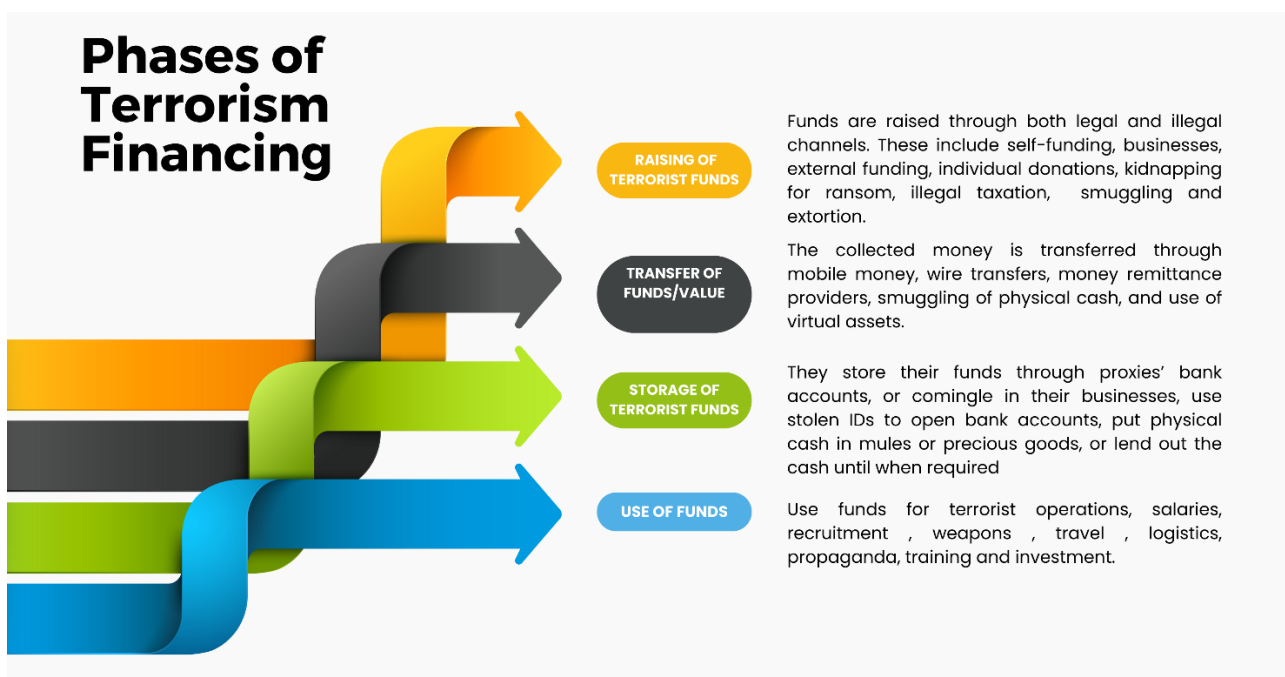 Phases of
Terrorism
Financing
RAISING OF
TERRORIST FUNDS
Funds are raised through both legal and illegal
channels. These include self-funding, businesses,
external funding, individual donations, kidnapping
for ransom, illegal taxation, smuggling and
extortion.
TRANSFER OF
FUNDS/VALUE
The collected money is transferred through
mobile money, wire transfers, money remittance
providers, smuggling of physical cash, and use of
virtual assets.
STORAGE OF
TERRORIST FUNDS
They store their funds through proxies’ bank
accounts, or comingle in their businesses, use
stolen IDs to open bank accounts, put physical
cash in mules or precious goods, or lend out the
cash until when required
USE OF FUNDS
Use funds for terrorist operations, salaries,
recruitment , weapons , travel , logistics,
propaganda, training and investment.